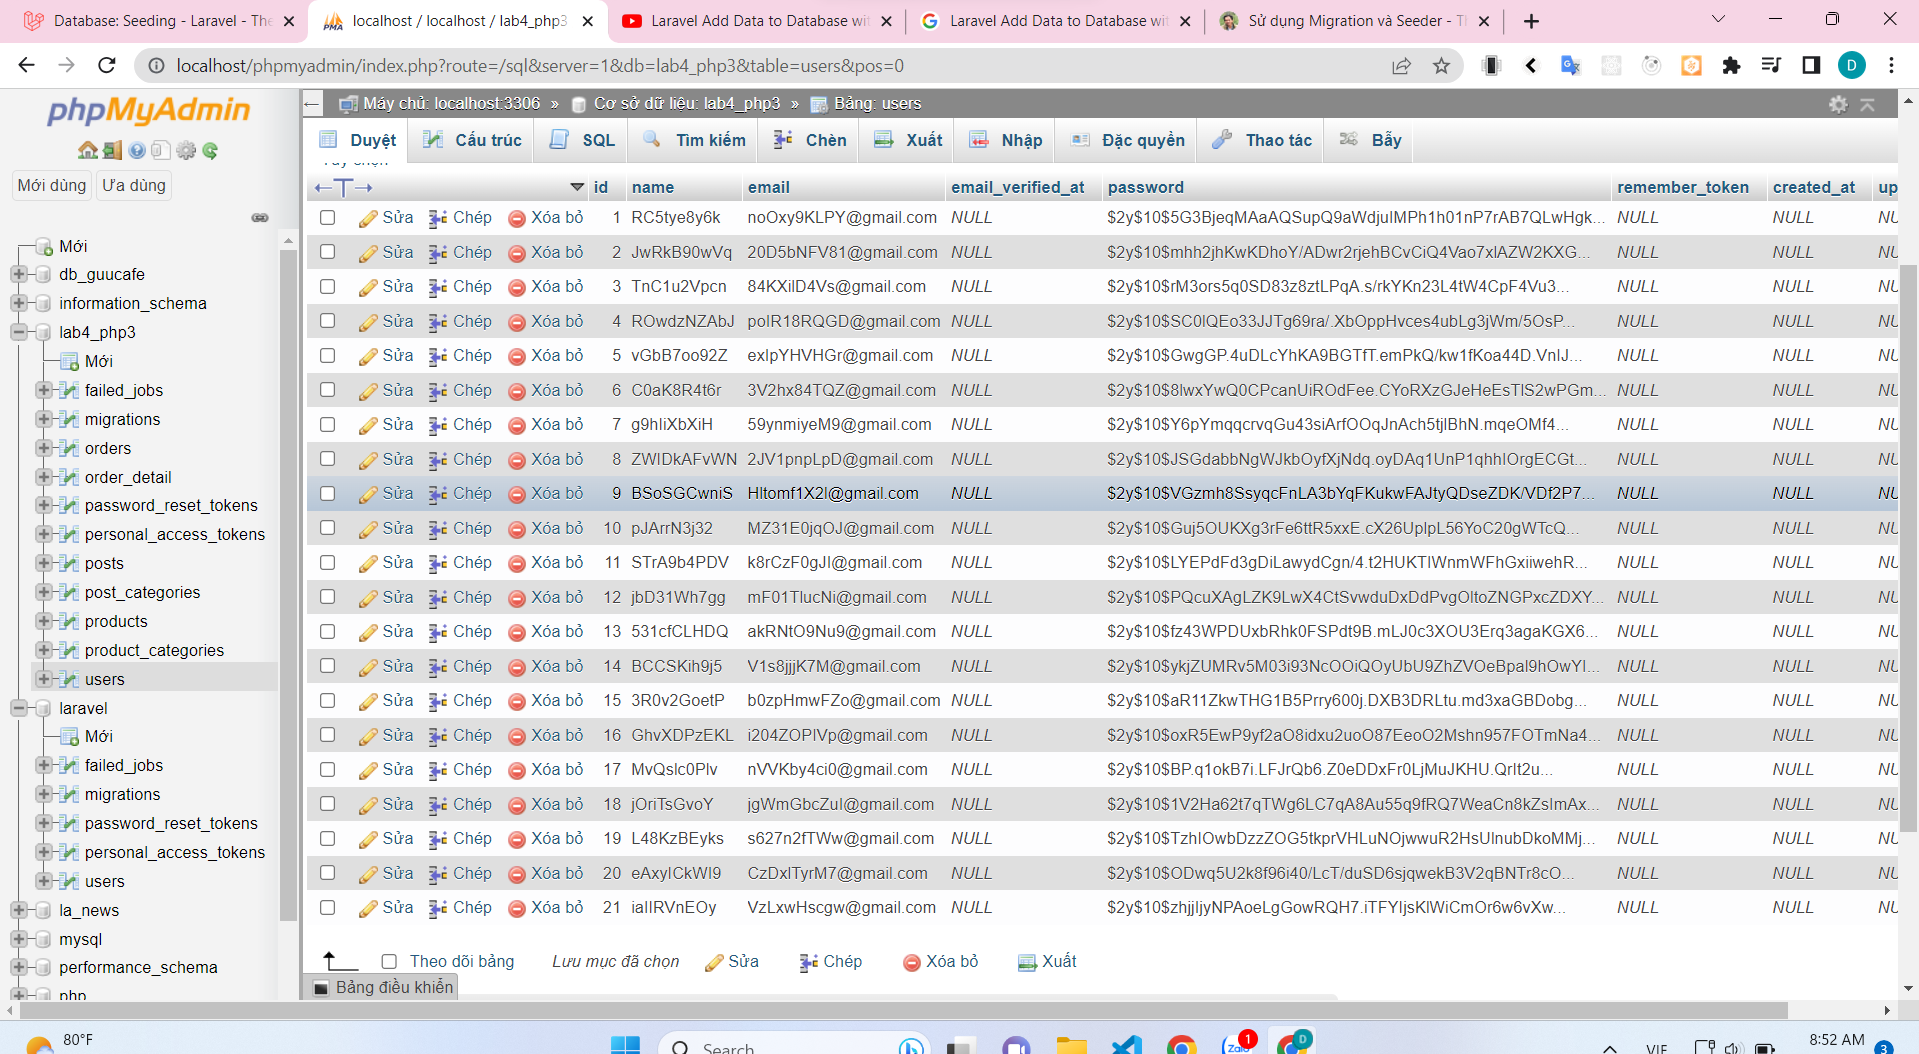 Database: Seeding - Laravel - The
localhost / localhost / lab4_php3
Laravel Add Data to Database wit
Laravel Add Data to Database wit
Sử dụng Migration và Seeder - Th
localhost/phpmyadmin/index.php?route=/sql&server=1&db=lab4_php3&table=users&pos=0
D
phpMyAdmin
Mới dùng
Ưa dùng
Mới
db_guucafe
information_schema
lab4_php3
Mới
failed_jobs
migrations
orders
order_detail
password_reset_tokens
personal_access_tokens
posts
post_categories
products
product_categories
users
laravel
Mới
failed_jobs
migrations
password_reset_tokens
personal_access_tokens
users
la_news
mysql
performance_schema
php
Máy chủ: localhost:3306 » Cơ sở dữ liệu: lab4_php3 » Bảng: users
Duyệt Cấu trúc SQL Tìm kiếm Chèn Xuất Nhập Đặc quyền Thao tác Bẫy
id name email email_verified_at password remember_token created_at up
Sửa Chép Xóa bỏ 1 RC5tye8y6k noOxy9KLPY@gmail.com NULL $2y$10$5G3BjeqMAaAQSupQ9aWdjulMPh1h01nP7rAB7QLwHgk... NULL NULL NU
Sửa Chép Xóa bỏ 2 JwRkB90wVq 20D5bNFV81@gmail.com NULL $2y$10$mhh2jhKwKDhoY/ADwr2rjehBCvCiQ4Vao7xlAZW2KXG... NULL NULL NU
Sửa Chép Xóa bỏ 3 TnC1u2Vpcn 84KXilD4Vs@gmail.com NULL $2y$10$rM3ors5q0SD83z8ztLPqA.s/rkYKn23L4tW4CpF4Vu3... NULL NULL NU
Sửa Chép Xóa bỏ 4 ROwdzNZAbJ polR18RQGD@gmail.com NULL $2y$10$SC0lQEo33JJTg69ra/.XbOppHvces4ubLg3jWm/5OsP... NULL NULL NU
Sửa Chép Xóa bỏ 5 vGbB7oo92Z exlpYHVHGr@gmail.com NULL $2y$10$GwgGP.4uDLcYhKA9BGTfT.emPkQ/kw1fKoa44D.VnlJ... NULL NULL NU
Sửa Chép Xóa bỏ 6 C0aK8R4t6r 3V2hx84TQZ@gmail.com NULL $2y$10$8lwxYwQ0CPcanUiROdFee.CYoRXzGJeHeEsTlS2wPGm... NULL NULL NU
Sửa Chép Xóa bỏ 7 g9hIiXbXiH 59ynmiyeM9@gmail.com NULL $2y$10$Y6pYmqqcrvqGu43siArfOOqJnAch5tjlBhN.mqeOMf4... NULL NULL NU
Sửa Chép Xóa bỏ 8 ZWlDkAFvWN 2JV1pnpLpD@gmail.com NULL $2y$10$JSGdabbNgWJkbOyfXjNdq.oyDAq1UnP1qhhlOrgECGt... NULL NULL NU
Sửa Chép Xóa bỏ 9 BSoSGCwniS Hltomf1X2l@gmail.com NULL $2y$10$VGzmh8SsyqcFnLA3bYqFKukwFAJtyQDseZDK/VDf2P7... NULL NULL NU
Sửa Chép Xóa bỏ 10 pJArrN3j32 MZ31E0jqOJ@gmail.com NULL $2y$10$Guj5OUKXg3rFe6ttR5xxE.cX26UplpL56YoC20gWTcQ... NULL NULL NU
Sửa Chép Xóa bỏ 11 STrA9b4PDV k8rCzF0gJI@gmail.com NULL $2y$10$LYEPdFd3gDiLawydCgn/4.t2HUKTlWnmWFhGxiiwehR... NULL NULL NU
Sửa Chép Xóa bỏ 12 jbD31Wh7gg mF01TlucNi@gmail.com NULL $2y$10$PQcuXAgLZK9LwX4CtSvwduDxDdPvgOltoZNGPxcZDXY... NULL NULL NU
Sửa Chép Xóa bỏ 13 531cfCLHDQ akRNtO9Nu9@gmail.com NULL $2y$10$fz43WPDUxbRhk0FSPdt9B.mLJ0c3XOU3Erq3agaKGX6... NULL NULL NU
Sửa Chép Xóa bỏ 14 BCCSKih9j5 V1s8jjjK7M@gmail.com NULL $2y$10$ykjZUMRv5M03i93NcOOiQOyUbU9ZhZVOeBpal9hOwYl... NULL NULL NU
Sửa Chép Xóa bỏ 15 3R0v2GoetP b0zpHmwFZo@gmail.com NULL $2y$10$aR11ZkwTHG1B5Prry600j.DXB3DRLtu.md3xaGBDobg... NULL NULL NU
Sửa Chép Xóa bỏ 16 GhvXDPzEKL i204ZOPlVp@gmail.com NULL $2y$10$oxR5EwP9yf2aO8idxu2uoO87EeoO2Mshn957FOTmNa4... NULL NULL NU
Sửa Chép Xóa bỏ 17 MvQslc0Plv nVVKby4ci0@gmail.com NULL $2y$10$BP.q1okB7i.LFJrQb6.Z0eDDxFr0LjMuJKHU.Qrlt2u... NULL NULL NU
Sửa Chép Xóa bỏ 18 jOriTsGvoY jgWmGbcZul@gmail.com NULL $2y$10$1V2Ha62t7qTWg6LC7qA8Au55q9fRQ7WeaCn8kZslmAx... NULL NULL NU
Sửa Chép Xóa bỏ 19 L48KzBEyks s627n2fTWw@gmail.com NULL $2y$10$TzhIOwbDzzZOG5tkprVHLuNOjwwuR2HsUlnubDkoMMj... NULL NULL NU
Sửa Chép Xóa bỏ 20 eAxylCkWl9 CzDxlTyrM7@gmail.com NULL $2y$10$ODwq5U2k8f96i40/LcT/duSD6sjqwekB3V2qBNTr8cO... NULL NULL NU
Sửa Chép Xóa bỏ 21 iallRVnEOy VzLxwHscgw@gmail.com NULL $2y$10$zhjjljyNPAoeLgGowRQH7.iTFYljsKlWiCmOr6w6vXw... NULL NULL NU
Theo dõi bảng Lưu mục đã chọn Sửa Chép Xóa bỏ Xuất
Bảng điều khiển
80°F
Search
Zalo
1
D
VIE
8:52 AM
3